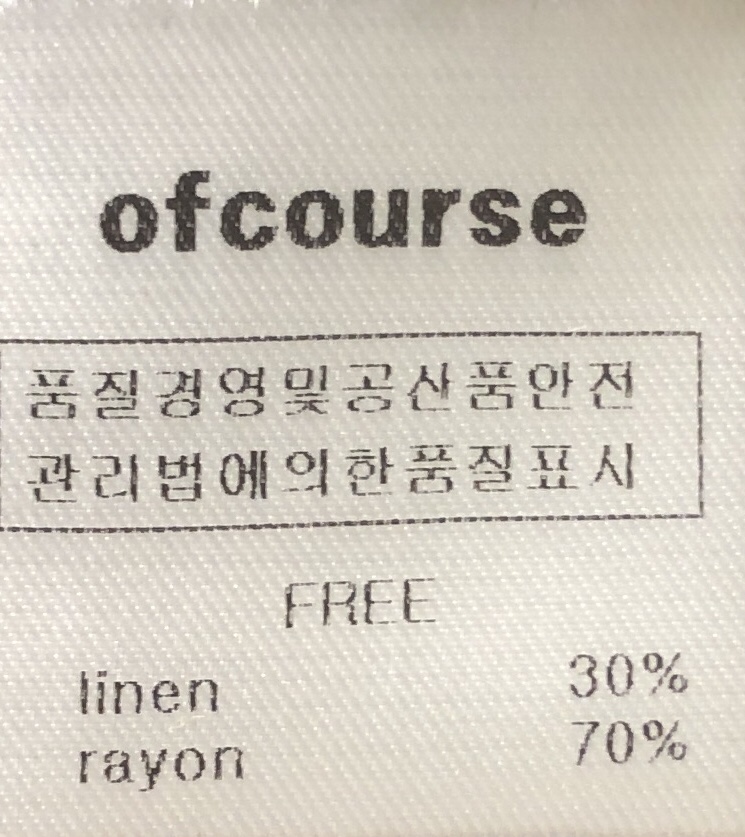 ofcourse
품질경영및공산품안전
관리법에의한품질표시
FREE
linen 30%
rayon 70%